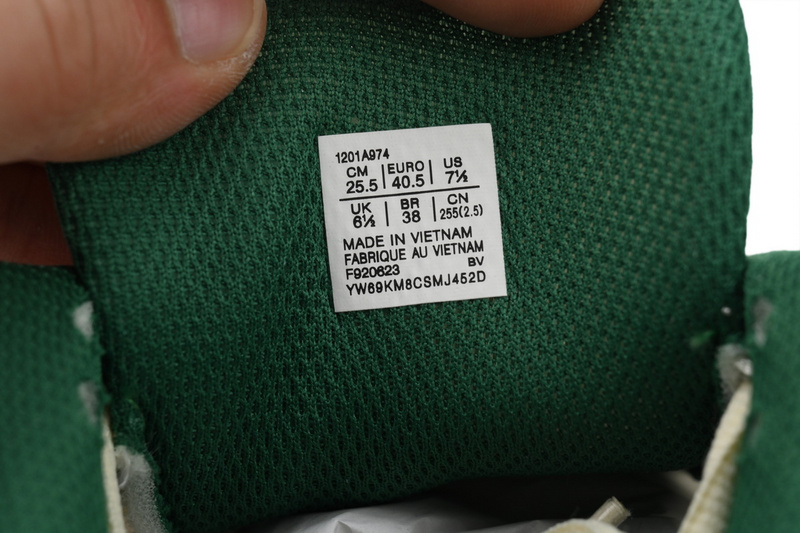 1201A974
CM 25.5 EURO 40.5 US 7½
UK 6½ BR 38 CN 255(2.5)
MADE IN VIETNAM
FABRIQUE AU VIETNAM
F920623 BV
YW69KM8CSMJ452D